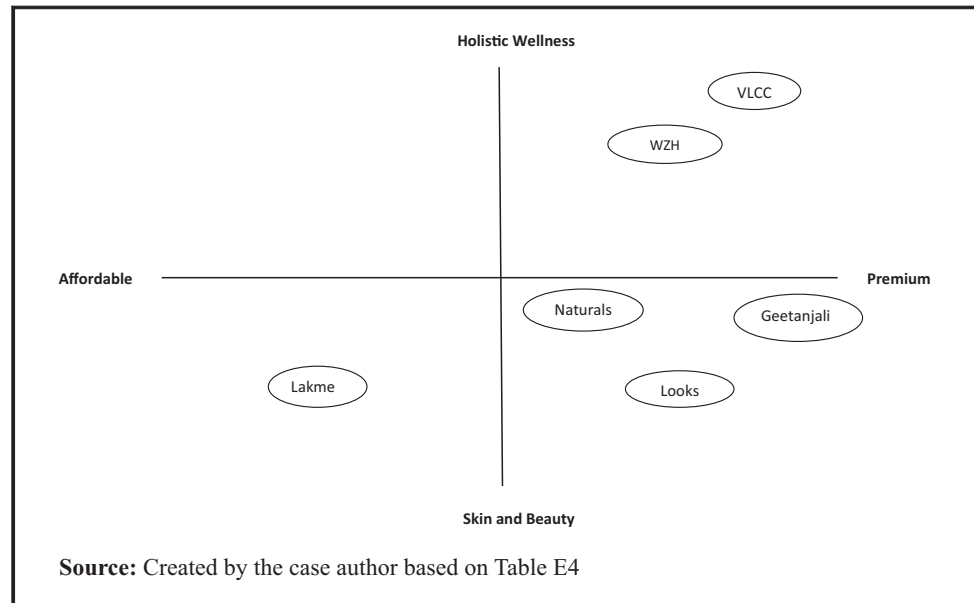 Holistic Wellness
VLCC
WZH
Affordable
Premium
Naturals
Geetanjali
Lakme
Looks
Skin and Beauty
Source: Created by the case author based on Table E4